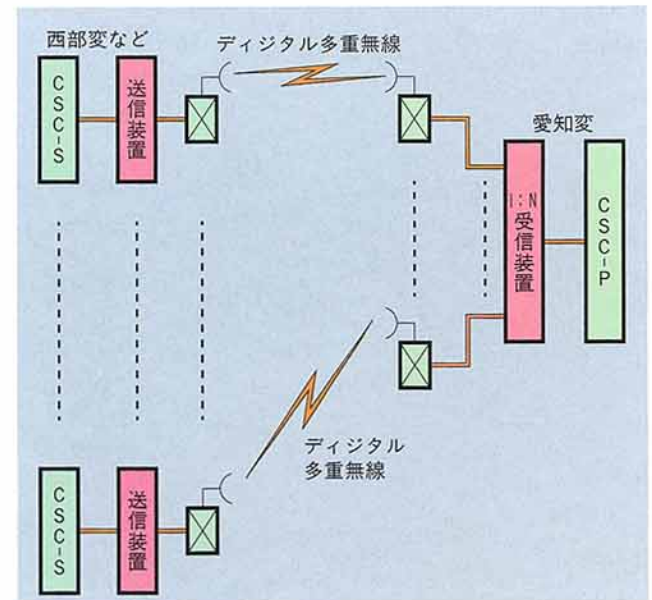 西部変など
ディジタル多重無線
CSC-S
送信装置
愛知変
1:N受信装置
CSC-P
ディジタル
多重無線
CSC-S
送信装置